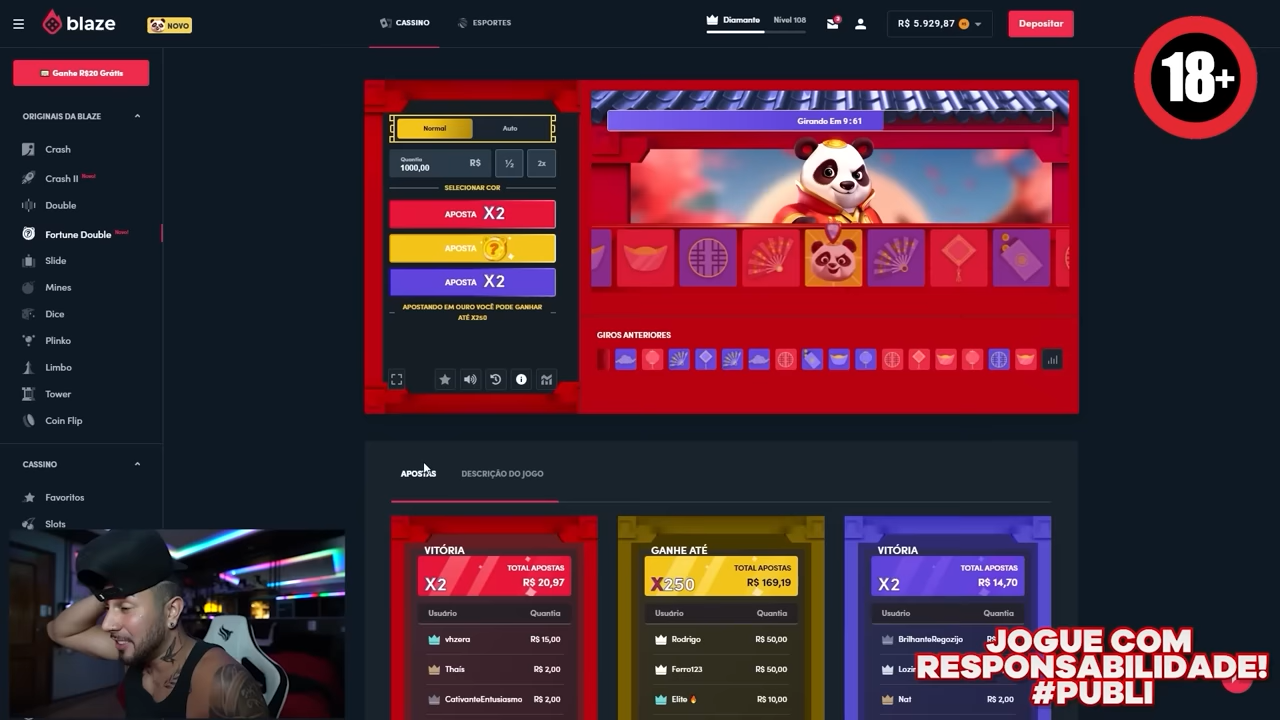 blaze
NOVO
CASSINO
ESPORTES
Diamante
Nível 108
3
R$ 5.929,87
Depositar
18+
Ganhe R$20 Grátis
ORIGINAIS DA BLAZE
Crash
Crash II Novo!
Double
Fortune Double Novo!
Slide
Mines
Dice
Plinko
Limbo
Tower
Coin Flip
CASSINO
Favoritos
Slots
Normal
Auto
Quantia
1000,00
R$
½
2x
SELECIONAR COR
APOSTA X2
APOSTA ?
APOSTA X2
APOSTANDO EM OURO VOCÊ PODE GANHAR
ATÉ X250
Girando Em 9:61
GIROS ANTERIORES
APOSTAS
DESCRIÇÃO DO JOGO
VITÓRIA
X2
TOTAL APOSTAS
R$ 20,97
Usuário
Quantia
vhzera
R$ 15,00
Thaís
R$ 2,00
CativanteEntusiasmo
R$ 2,00
GANHE ATÉ
X250
TOTAL APOSTAS
R$ 169,19
Usuário
Quantia
Rodrigo
R$ 50,00
Ferro123
R$ 50,00
Elite 🔥
R$ 10,00
VITÓRIA
X2
TOTAL APOSTAS
R$ 14,70
Usuário
Quantia
BrilhanteRegozijo
Nat
R$ 2,00
JOGUE COM
RESPONSABILIDADE!
#PUBLI